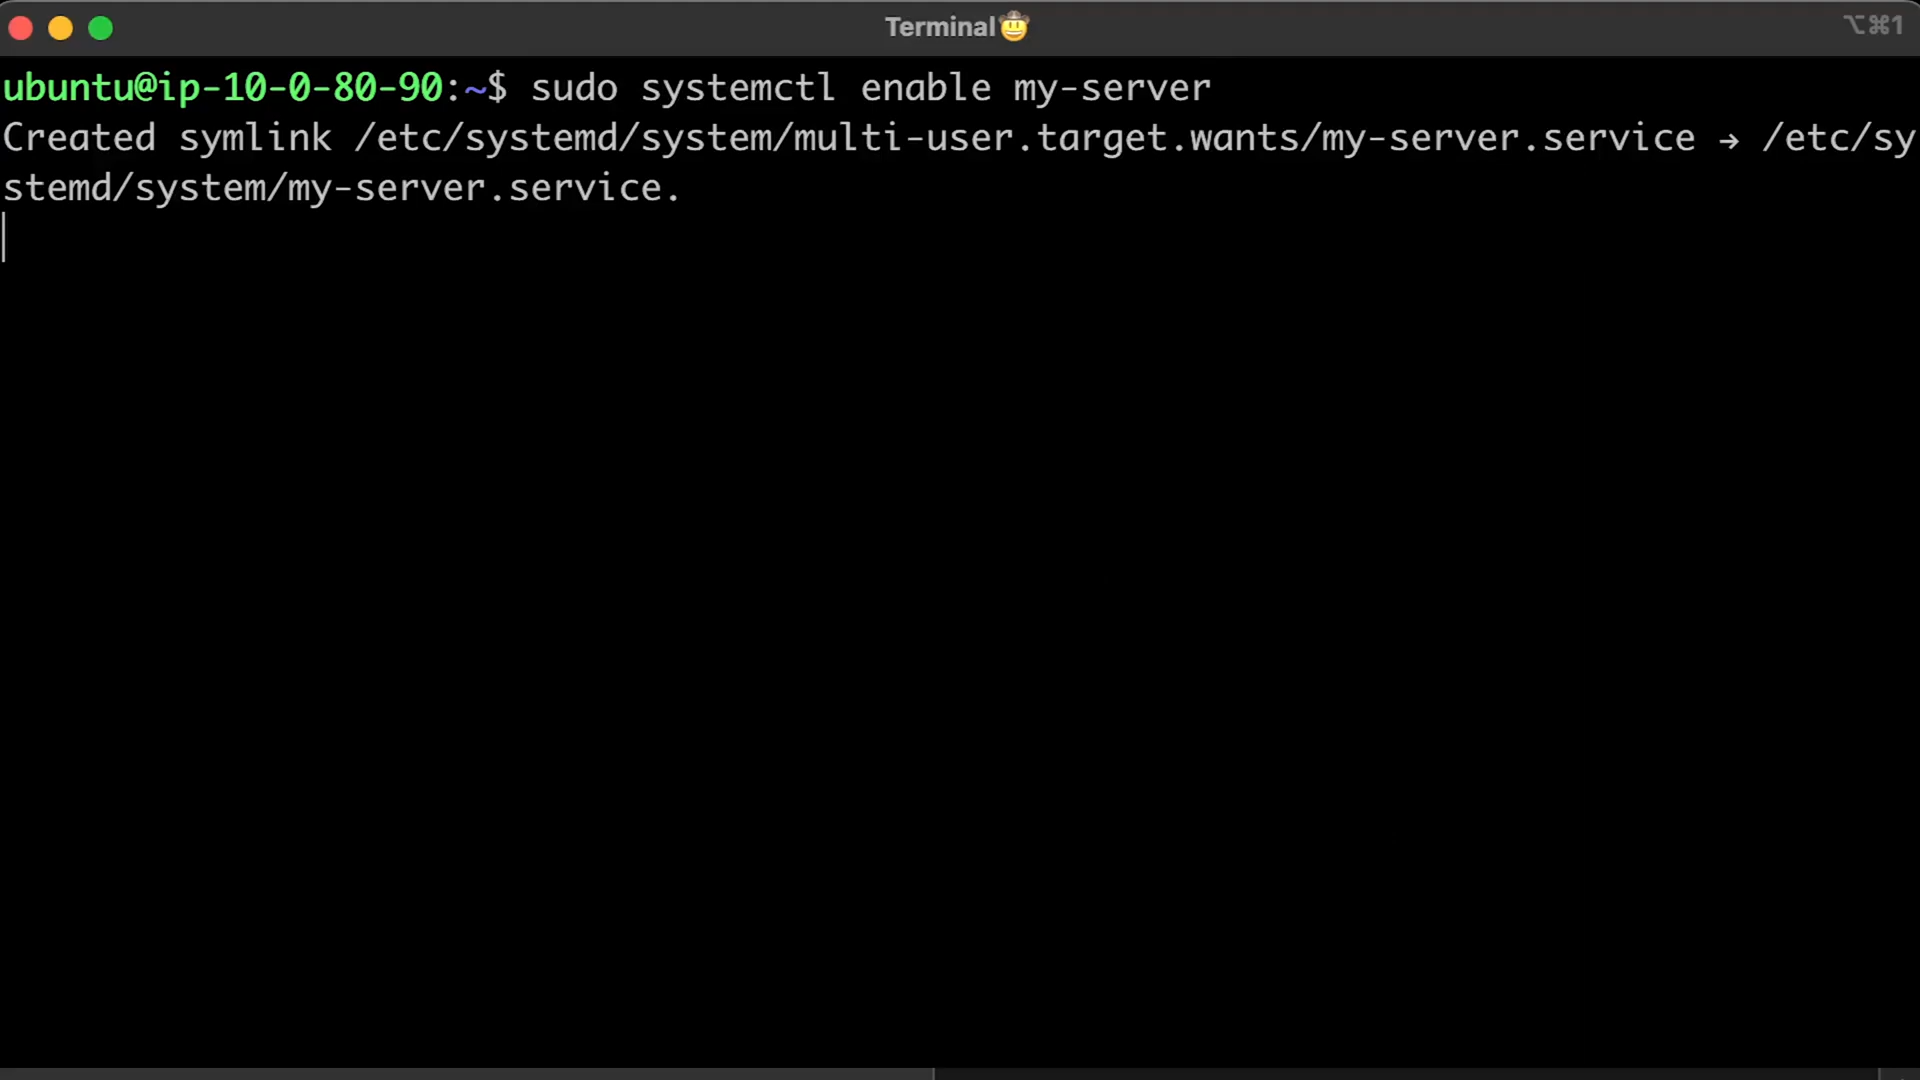 Terminal🤠
⌥⌘1
ubuntu@ip-10-0-80-90:~$ sudo systemctl enable my-server
Created symlink /etc/systemd/system/multi-user.target.wants/my-server.service → /etc/sy
stemd/system/my-server.service.